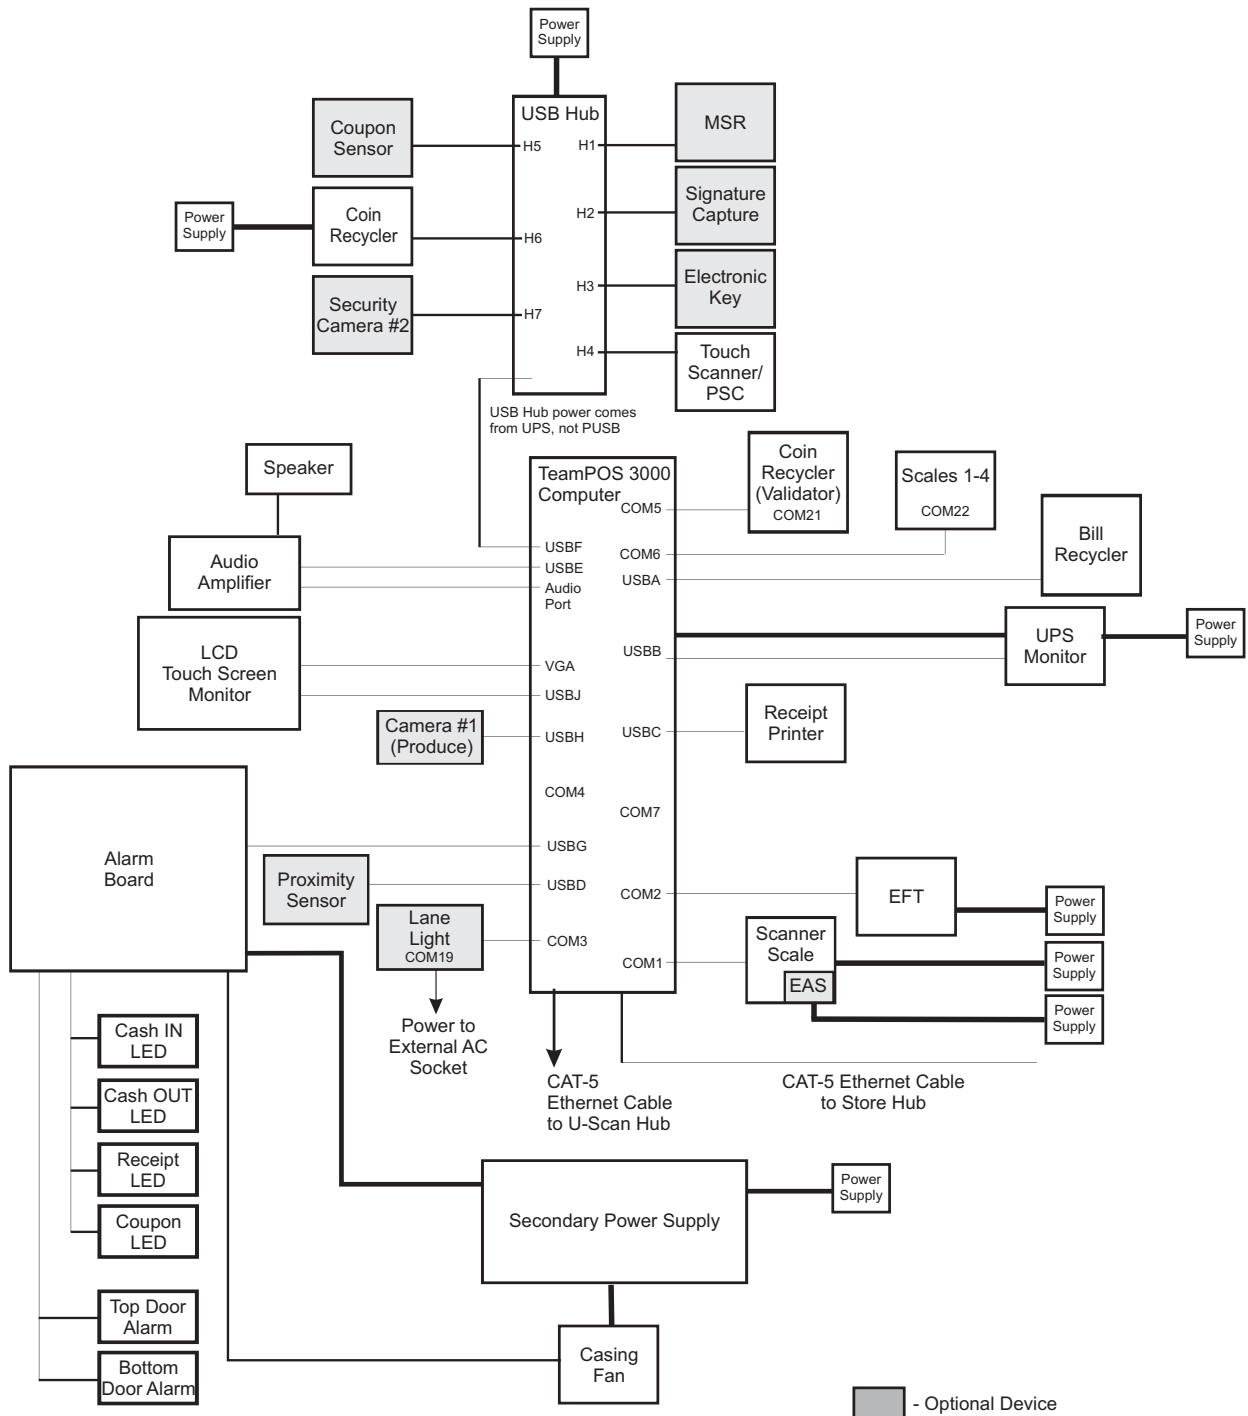 Power
Supply
USB Hub
H5
H1
H6
H2
H7
H3
H4
Coupon
Sensor
MSR
Signature
Capture
Power
Supply
Coin
Recycler
Electronic
Key
Security
Camera #2
Touch
Scanner/
PSC
USB Hub power comes
from UPS, not PUSB
Speaker
TeamPOS 3000
Computer
COM5
Coin
Recycler
(Validator)
COM21
Scales 1-4
COM22
Bill
Recycler
Audio
Amplifier
USBF
USBE
Audio
Port
COM6
USBA
LCD
Touch Screen
Monitor
VGA
USBJ
USBB
UPS
Monitor
Power
Supply
Camera #1
(Produce)
USBH
USBC
Receipt
Printer
COM4
COM7
Alarm
Board
USBG
Proximity
Sensor
USBD
COM2
EFT
Power
Supply
Lane
Light
COM19
COM3
COM1
Scanner
Scale
EAS
Power
Supply
Power
Supply
Power to
External AC
Socket
CAT-5
Ethernet Cable
to U-Scan Hub
CAT-5 Ethernet Cable
to Store Hub
Cash IN
LED
Cash OUT
LED
Receipt
LED
Coupon
LED
Top Door
Alarm
Bottom
Door Alarm
Secondary Power Supply
Power
Supply
Casing
Fan
- Optional Device